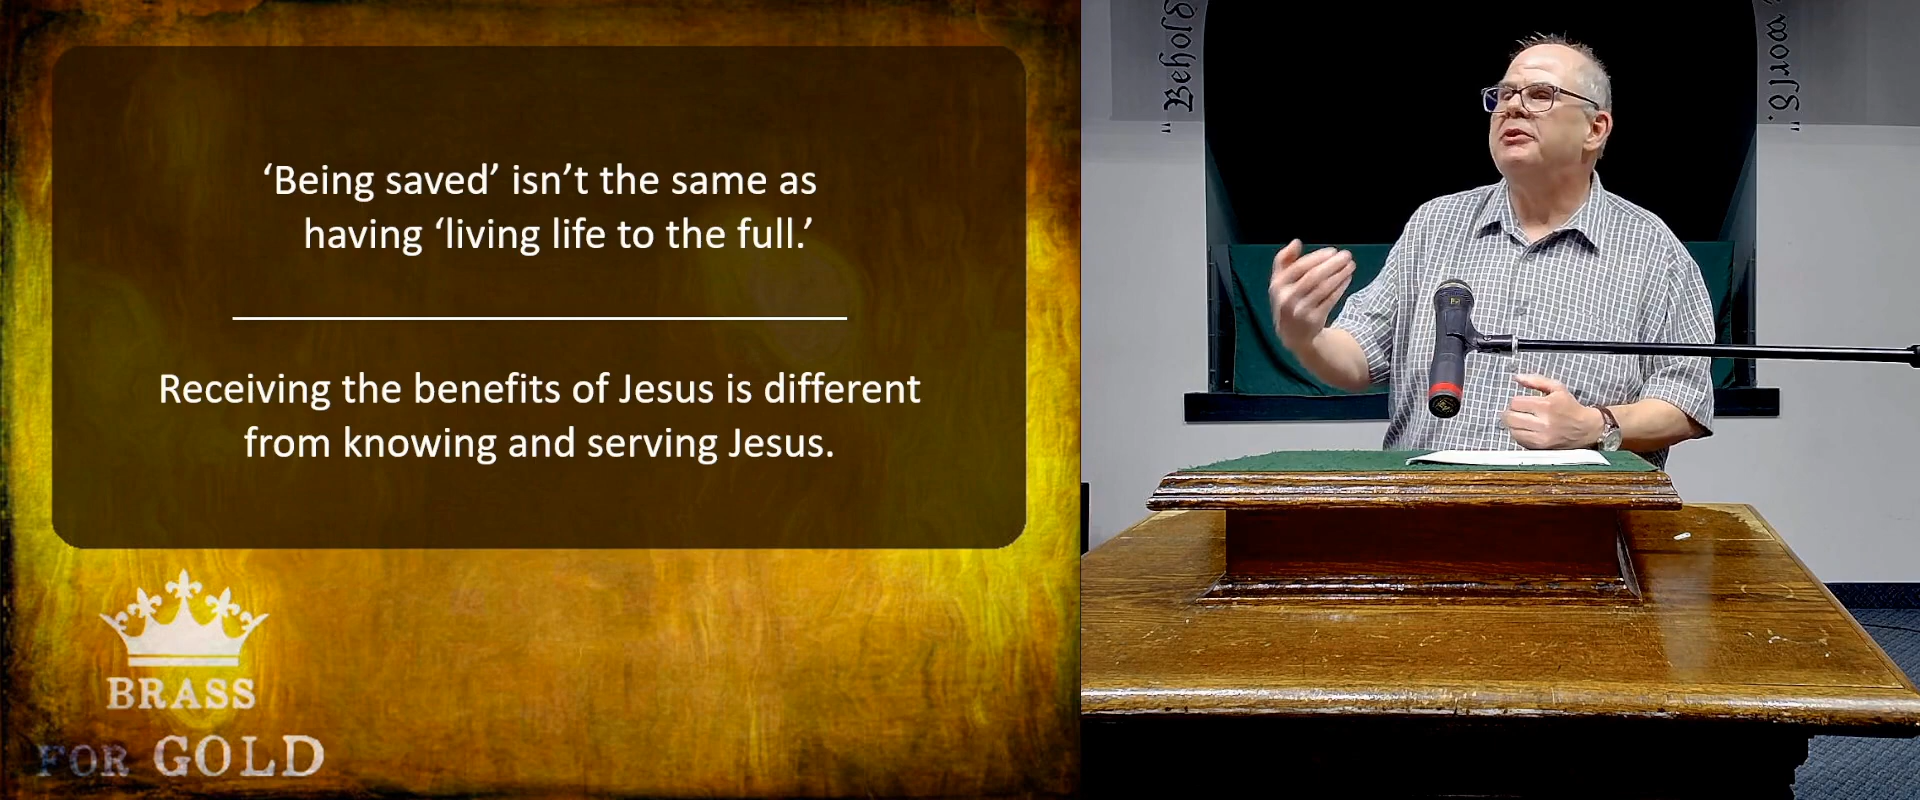 ‘Being saved’ isn’t the same as
having ‘living life to the full.’
Receiving the benefits of Jesus is different
from knowing and serving Jesus.
BRASS
FOR GOLD
"Behold
world."